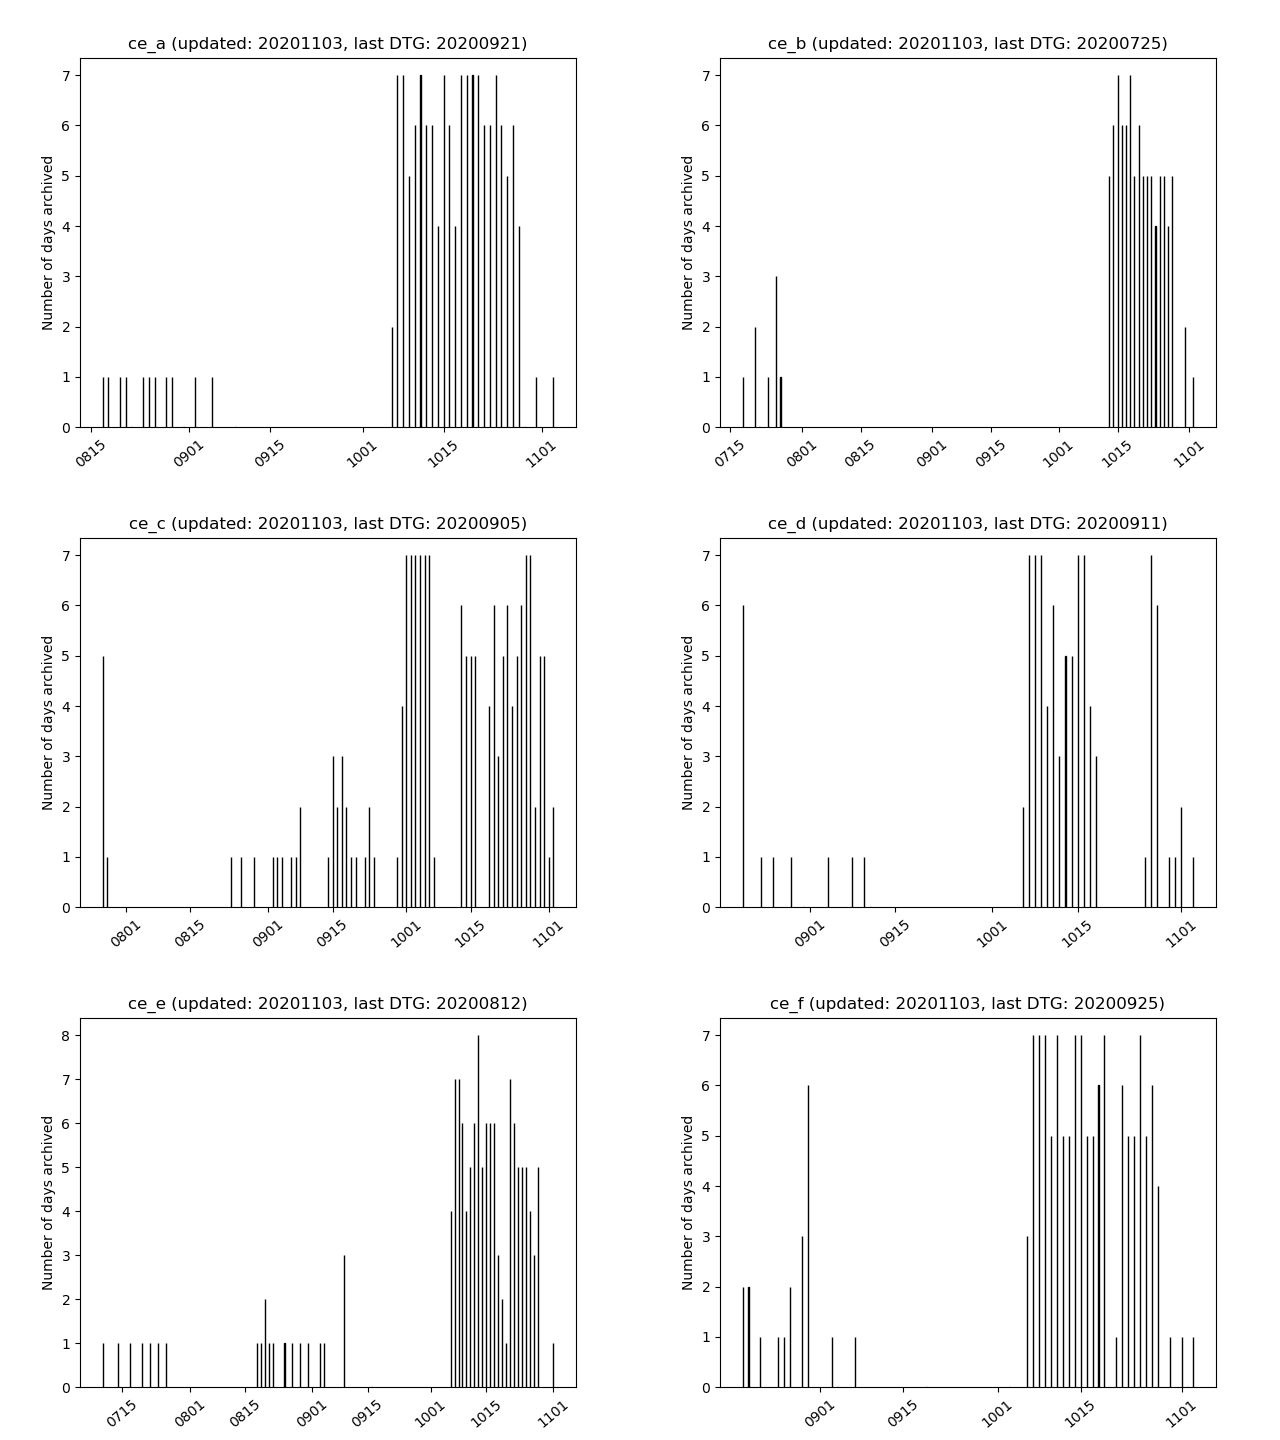 ce_a (updated: 20201103, last DTG: 20200921)
Number of days archived
7
6
5
4
3
2
1
0
0815 0901 0915 1001 1015 1101
ce_b (updated: 20201103, last DTG: 20200725)
Number of days archived
7
6
5
4
3
2
1
0
0715 0801 0815 0901 0915 1001 1015 1101
ce_c (updated: 20201103, last DTG: 20200905)
Number of days archived
7
6
5
4
3
2
1
0
0801 0815 0901 0915 1001 1015 1101
ce_d (updated: 20201103, last DTG: 20200911)
Number of days archived
7
6
5
4
3
2
1
0
0901 0915 1001 1015 1101
ce_e (updated: 20201103, last DTG: 20200812)
Number of days archived
8
7
6
5
4
3
2
1
0
0715 0801 0815 0901 0915 1001 1015 1101
ce_f (updated: 20201103, last DTG: 20200925)
Number of days archived
7
6
5
4
3
2
1
0
0901 0915 1001 1015 1101